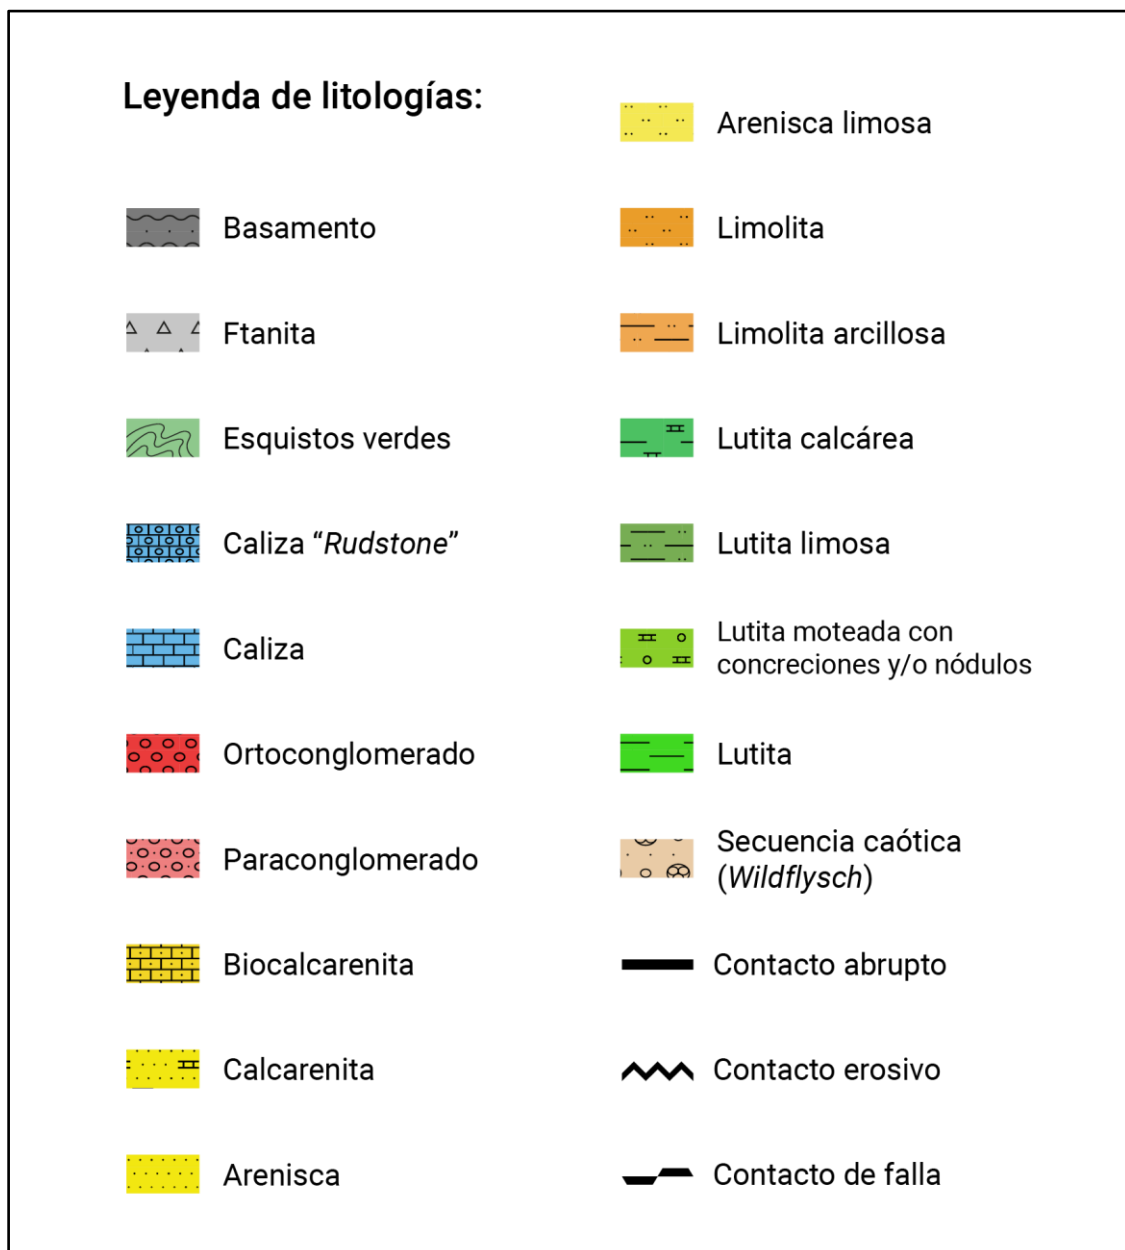 Leyenda de litologías:
Basamento
Ftanita
Esquistos verdes
Caliza “Rudstone”
Caliza
Ortoconglomerado
Paraconglomerado
Biocalcarenita
Calcarenita
Arenisca
Arenisca limosa
Limolita
Limolita arcillosa
Lutita calcárea
Lutita limosa
Lutita moteada con
concreciones y/o nódulos
Lutita
Secuencia caótica
(Wildflysch)
Contacto abrupto
Contacto erosivo
Contacto de falla